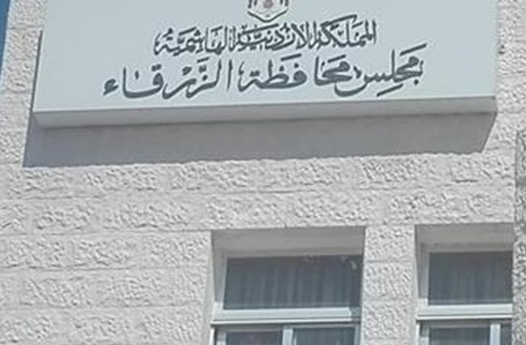 المملكة الأردنية الهاشمية
مجلس محافظة الزرقاء